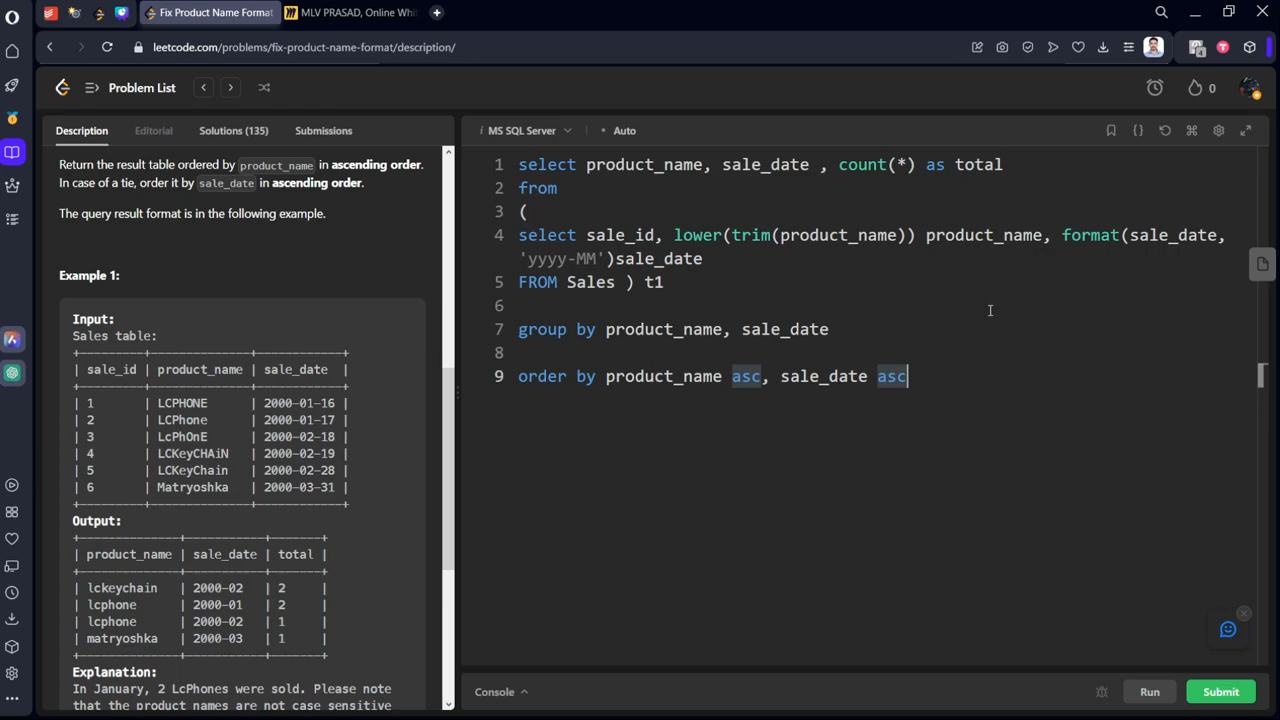 Fix Product Name Format
MLV PRASAD, Online Whit
leetcode.com/problems/fix-product-name-format/description/
Problem List
0
Description
Editorial
Solutions (135)
Submissions
MS SQL Server
Auto
Return the result table ordered by product_name in ascending order.
In case of a tie, order it by sale_date in ascending order.
The query result format is in the following example.
Example 1:
Input:
Sales table:
+---------+--------------+------------+
| sale_id | product_name | sale_date |
+---------+--------------+------------+
| 1 | LCPHONE | 2000-01-16 |
| 2 | LCPhone | 2000-01-17 |
| 3 | LcPhOnE | 2000-02-18 |
| 4 | LCKeyCHAiN | 2000-02-19 |
| 5 | LCKeyChain | 2000-02-28 |
| 6 | Matryoshka | 2000-03-31 |
+---------+--------------+------------+
Output:
+--------------+-----------+-------+
| product_name | sale_date | total |
+--------------+-----------+-------+
| lckeychain | 2000-02 | 2 |
| lcphone | 2000-01 | 2 |
| lcphone | 2000-02 | 1 |
| matryoshka | 2000-03 | 1 |
+--------------+-----------+-------+
Explanation:
In January, 2 LcPhones were sold. Please note
that the product names are not case sensitive
1 select product_name, sale_date , count(*) as total
2 from
3 (
4 select sale_id, lower(trim(product_name)) product_name, format(sale_date,
'yyyy-MM')sale_date
5 FROM Sales ) t1
6
7 group by product_name, sale_date
8
9 order by product_name asc, sale_date asc
Console
Run
Submit